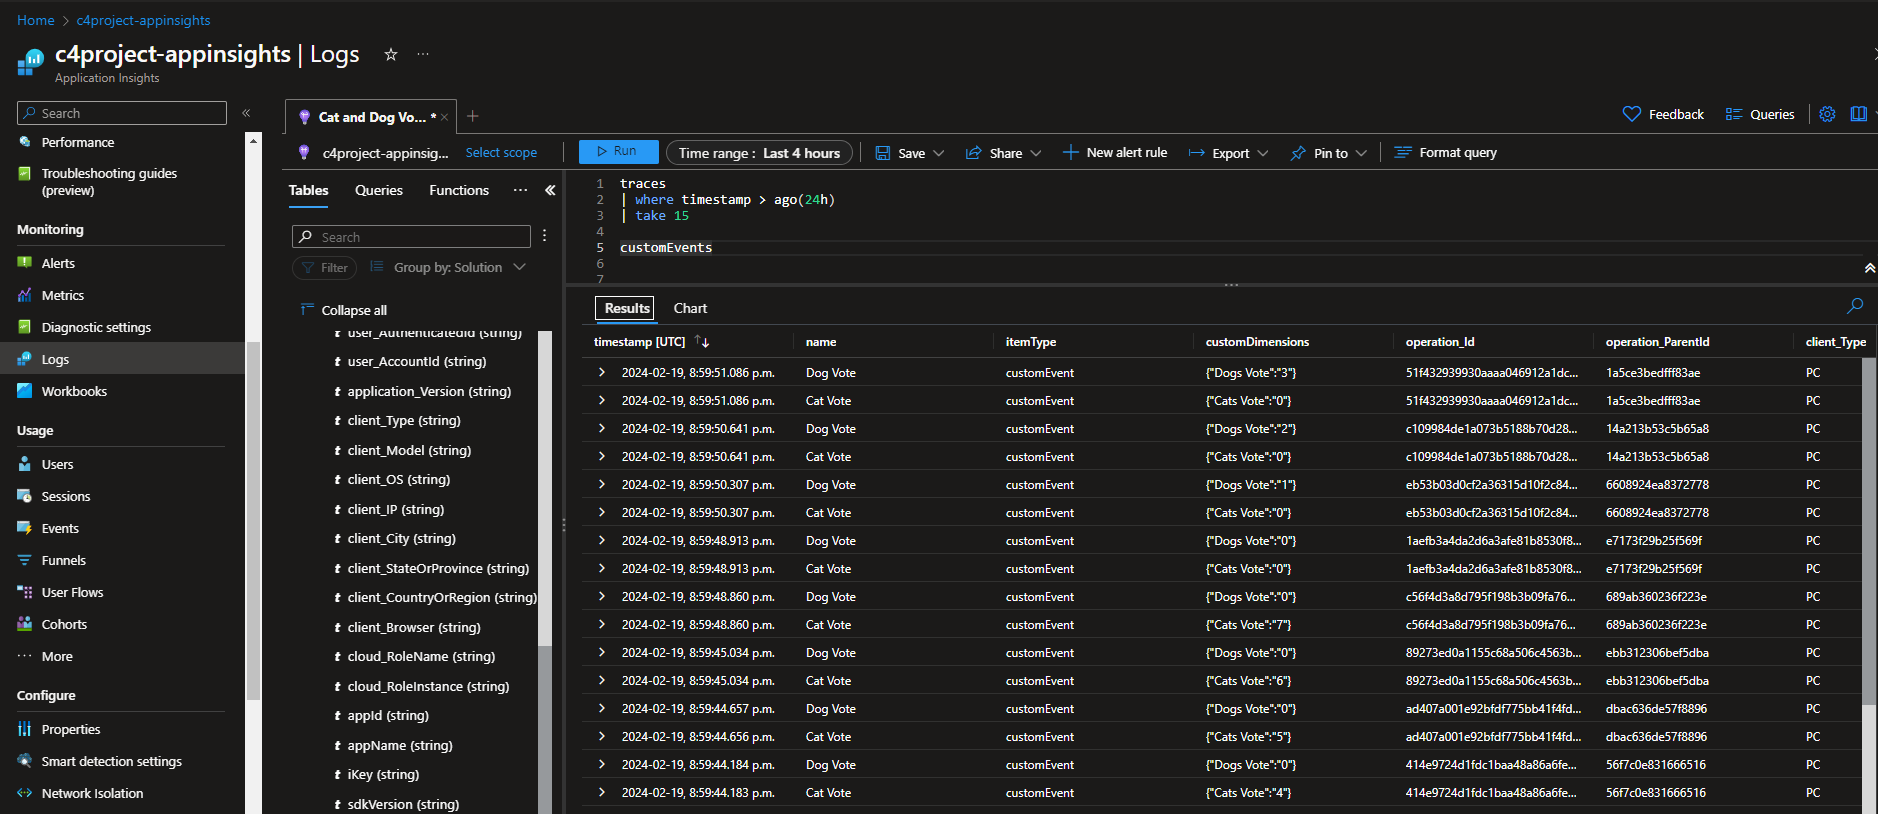 Home > c4project-appinsights
c4project-appinsights | Logs
Application Insights
Search
Performance
Troubleshooting guides
(preview)
Monitoring
Alerts
Metrics
Diagnostic settings
Logs
Workbooks
Usage
Users
Sessions
Events
Funnels
User Flows
Cohorts
More
Configure
Properties
Smart detection settings
Network Isolation
Cat and Dog Vo... *
Feedback Queries
c4project-appinsig... Select scope
Run Time range : Last 4 hours Save Share New alert rule Export Pin to Format query
Tables Queries Functions
Search
Filter Group by: Solution
Collapse all
user_AuthenticatedId (string)
user_AccountId (string)
application_Version (string)
client_Type (string)
client_Model (string)
client_OS (string)
client_IP (string)
client_City (string)
client_StateOrProvince (string)
client_CountryOrRegion (string)
client_Browser (string)
cloud_RoleName (string)
cloud_RoleInstance (string)
appId (string)
appName (string)
iKey (string)
sdkVersion (string)
1 traces
2 | where timestamp > ago(24h)
3 | take 15
4
5 customEvents
6
7
Results Chart
timestamp [UTC] name itemType customDimensions operation_Id operation_ParentId client_Type
2024-02-19, 8:59:51.086 p.m. Dog Vote customEvent {"Dogs Vote":"3"} 51f432939930aaaa046912a1dc... 1a5ce3bedfff83ae PC
2024-02-19, 8:59:51.086 p.m. Cat Vote customEvent {"Cats Vote":"0"} 51f432939930aaaa046912a1dc... 1a5ce3bedfff83ae PC
2024-02-19, 8:59:50.641 p.m. Dog Vote customEvent {"Dogs Vote":"2"} c109984de1a073b5188b70d28... 14a213b53c5b65a8 PC
2024-02-19, 8:59:50.641 p.m. Cat Vote customEvent {"Cats Vote":"0"} c109984de1a073b5188b70d28... 14a213b53c5b65a8 PC
2024-02-19, 8:59:50.307 p.m. Dog Vote customEvent {"Dogs Vote":"1"} eb53b03d0cf2a36315d10f2c84... 6608924ea8372778 PC
2024-02-19, 8:59:50.307 p.m. Cat Vote customEvent {"Cats Vote":"0"} eb53b03d0cf2a36315d10f2c84... 6608924ea8372778 PC
2024-02-19, 8:59:48.913 p.m. Dog Vote customEvent {"Dogs Vote":"0"} 1aefb3a4da2d6a3afe81b8530f8... e7173f29b25f569f PC
2024-02-19, 8:59:48.913 p.m. Cat Vote customEvent {"Cats Vote":"0"} 1aefb3a4da2d6a3afe81b8530f8... e7173f29b25f569f PC
2024-02-19, 8:59:48.860 p.m. Dog Vote customEvent {"Dogs Vote":"0"} c56f4d3a8d795f198b3b09fa76... 689ab360236f223e PC
2024-02-19, 8:59:48.860 p.m. Cat Vote customEvent {"Cats Vote":"7"} c56f4d3a8d795f198b3b09fa76... 689ab360236f223e PC
2024-02-19, 8:59:45.034 p.m. Dog Vote customEvent {"Dogs Vote":"0"} 89273ed0a1155c68a506c4563b... ebb312306bef5dba PC
2024-02-19, 8:59:45.034 p.m. Cat Vote customEvent {"Cats Vote":"6"} 89273ed0a1155c68a506c4563b... ebb312306bef5dba PC
2024-02-19, 8:59:44.657 p.m. Dog Vote customEvent {"Dogs Vote":"0"} ad407a001e92bfdf775bb41f4fd... dbac636de57f8896 PC
2024-02-19, 8:59:44.656 p.m. Cat Vote customEvent {"Cats Vote":"5"} ad407a001e92bfdf775bb41f4fd... dbac636de57f8896 PC
2024-02-19, 8:59:44.184 p.m. Dog Vote customEvent {"Dogs Vote":"0"} 414e9724d1fdc1baa48a86a6fe... 56f7c0e831666516 PC
2024-02-19, 8:59:44.183 p.m. Cat Vote customEvent {"Cats Vote":"4"} 414e9724d1fdc1baa48a86a6fe... 56f7c0e831666516 PC